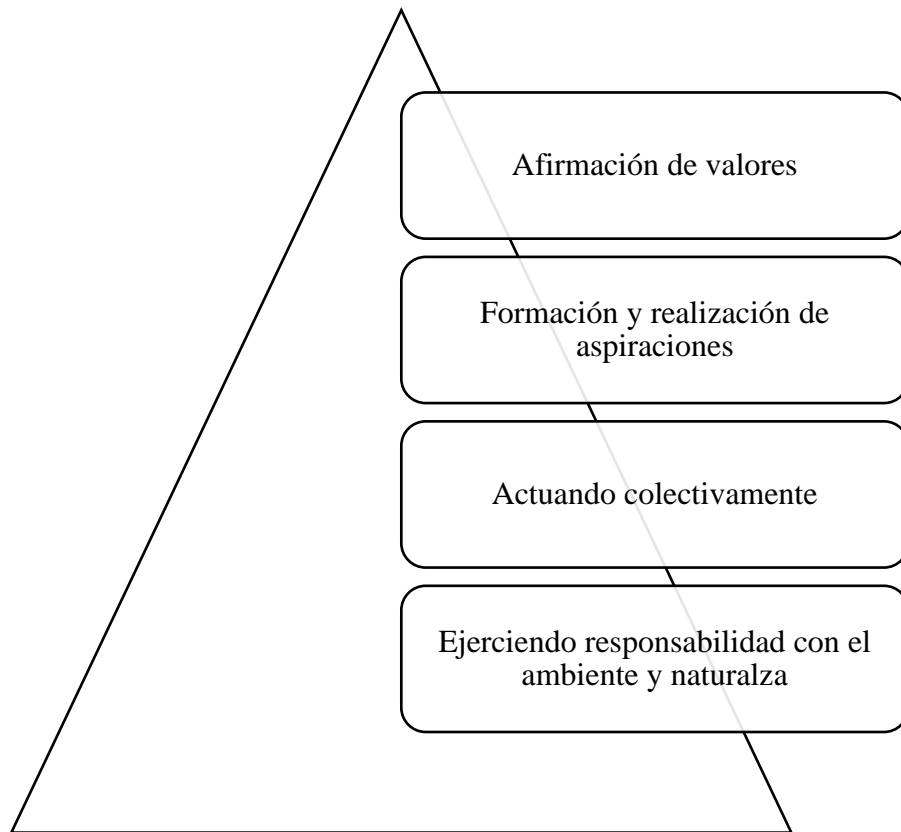 Afirmación de valores
Formación y realización de
aspiraciones
Actuando colectivamente
Ejerciendo responsabilidad con el
ambiente y naturalza